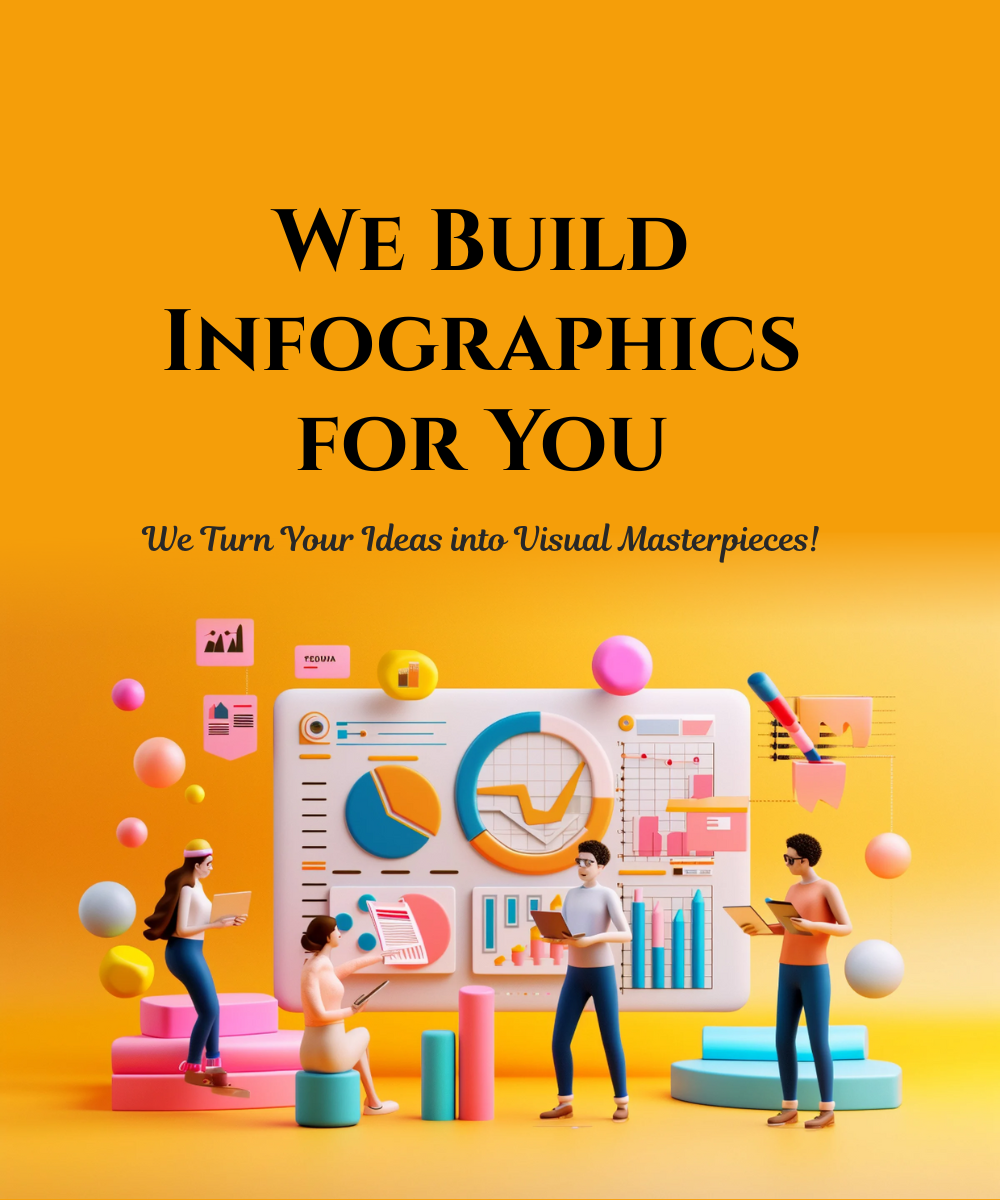 We Build
Infographics
for You
We Turn Your Ideas into Visual Masterpieces!